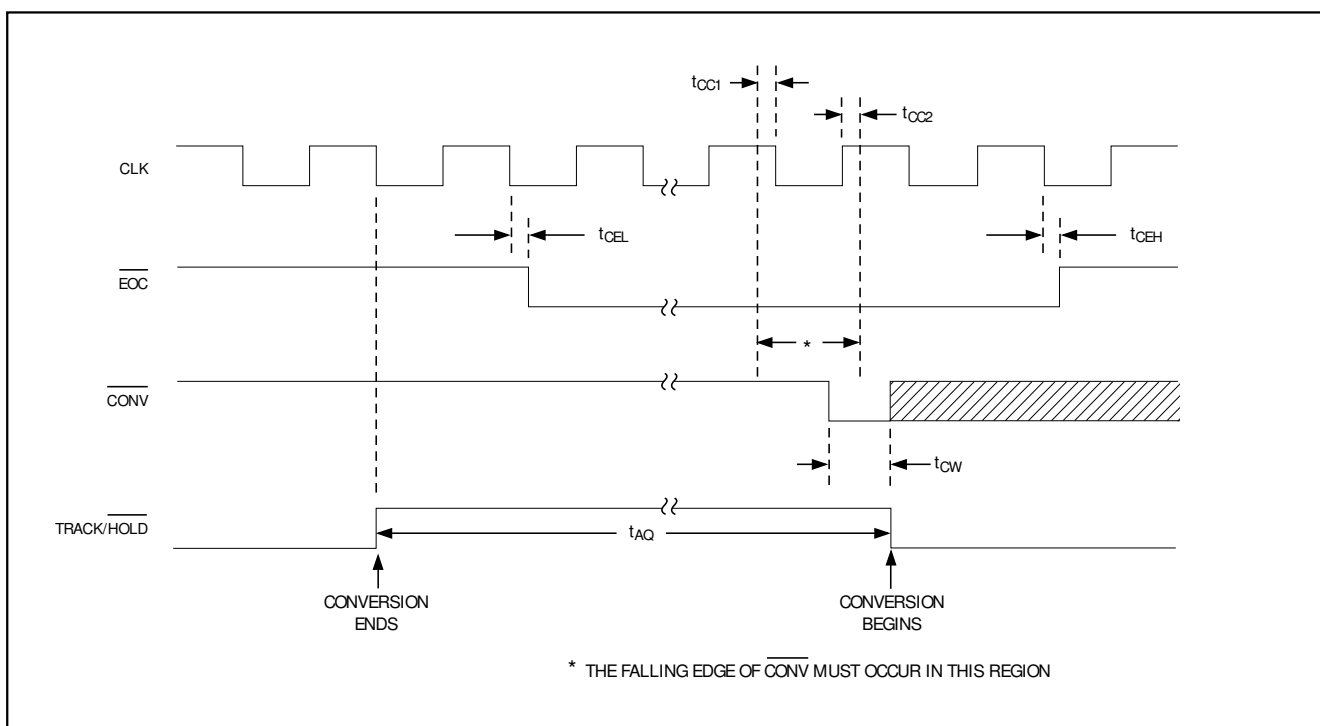 tCC1
tCC2
CLK
tCEL
tCEH
EOC
*
CONV
tCW
TRACK/HOLD
tAQ
CONVERSION
ENDS
CONVERSION
BEGINS
* THE FALLING EDGE OF CONV MUST OCCUR IN THIS REGION